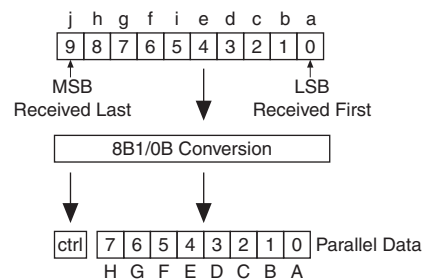 j h g f i e d c b a
9 8 7 6 5 4 3 2 1 0
MSB LSB
Received Last Received First
8B1/0B Conversion
ctrl 7 6 5 4 3 2 1 0 Parallel Data
H G F E D C B A